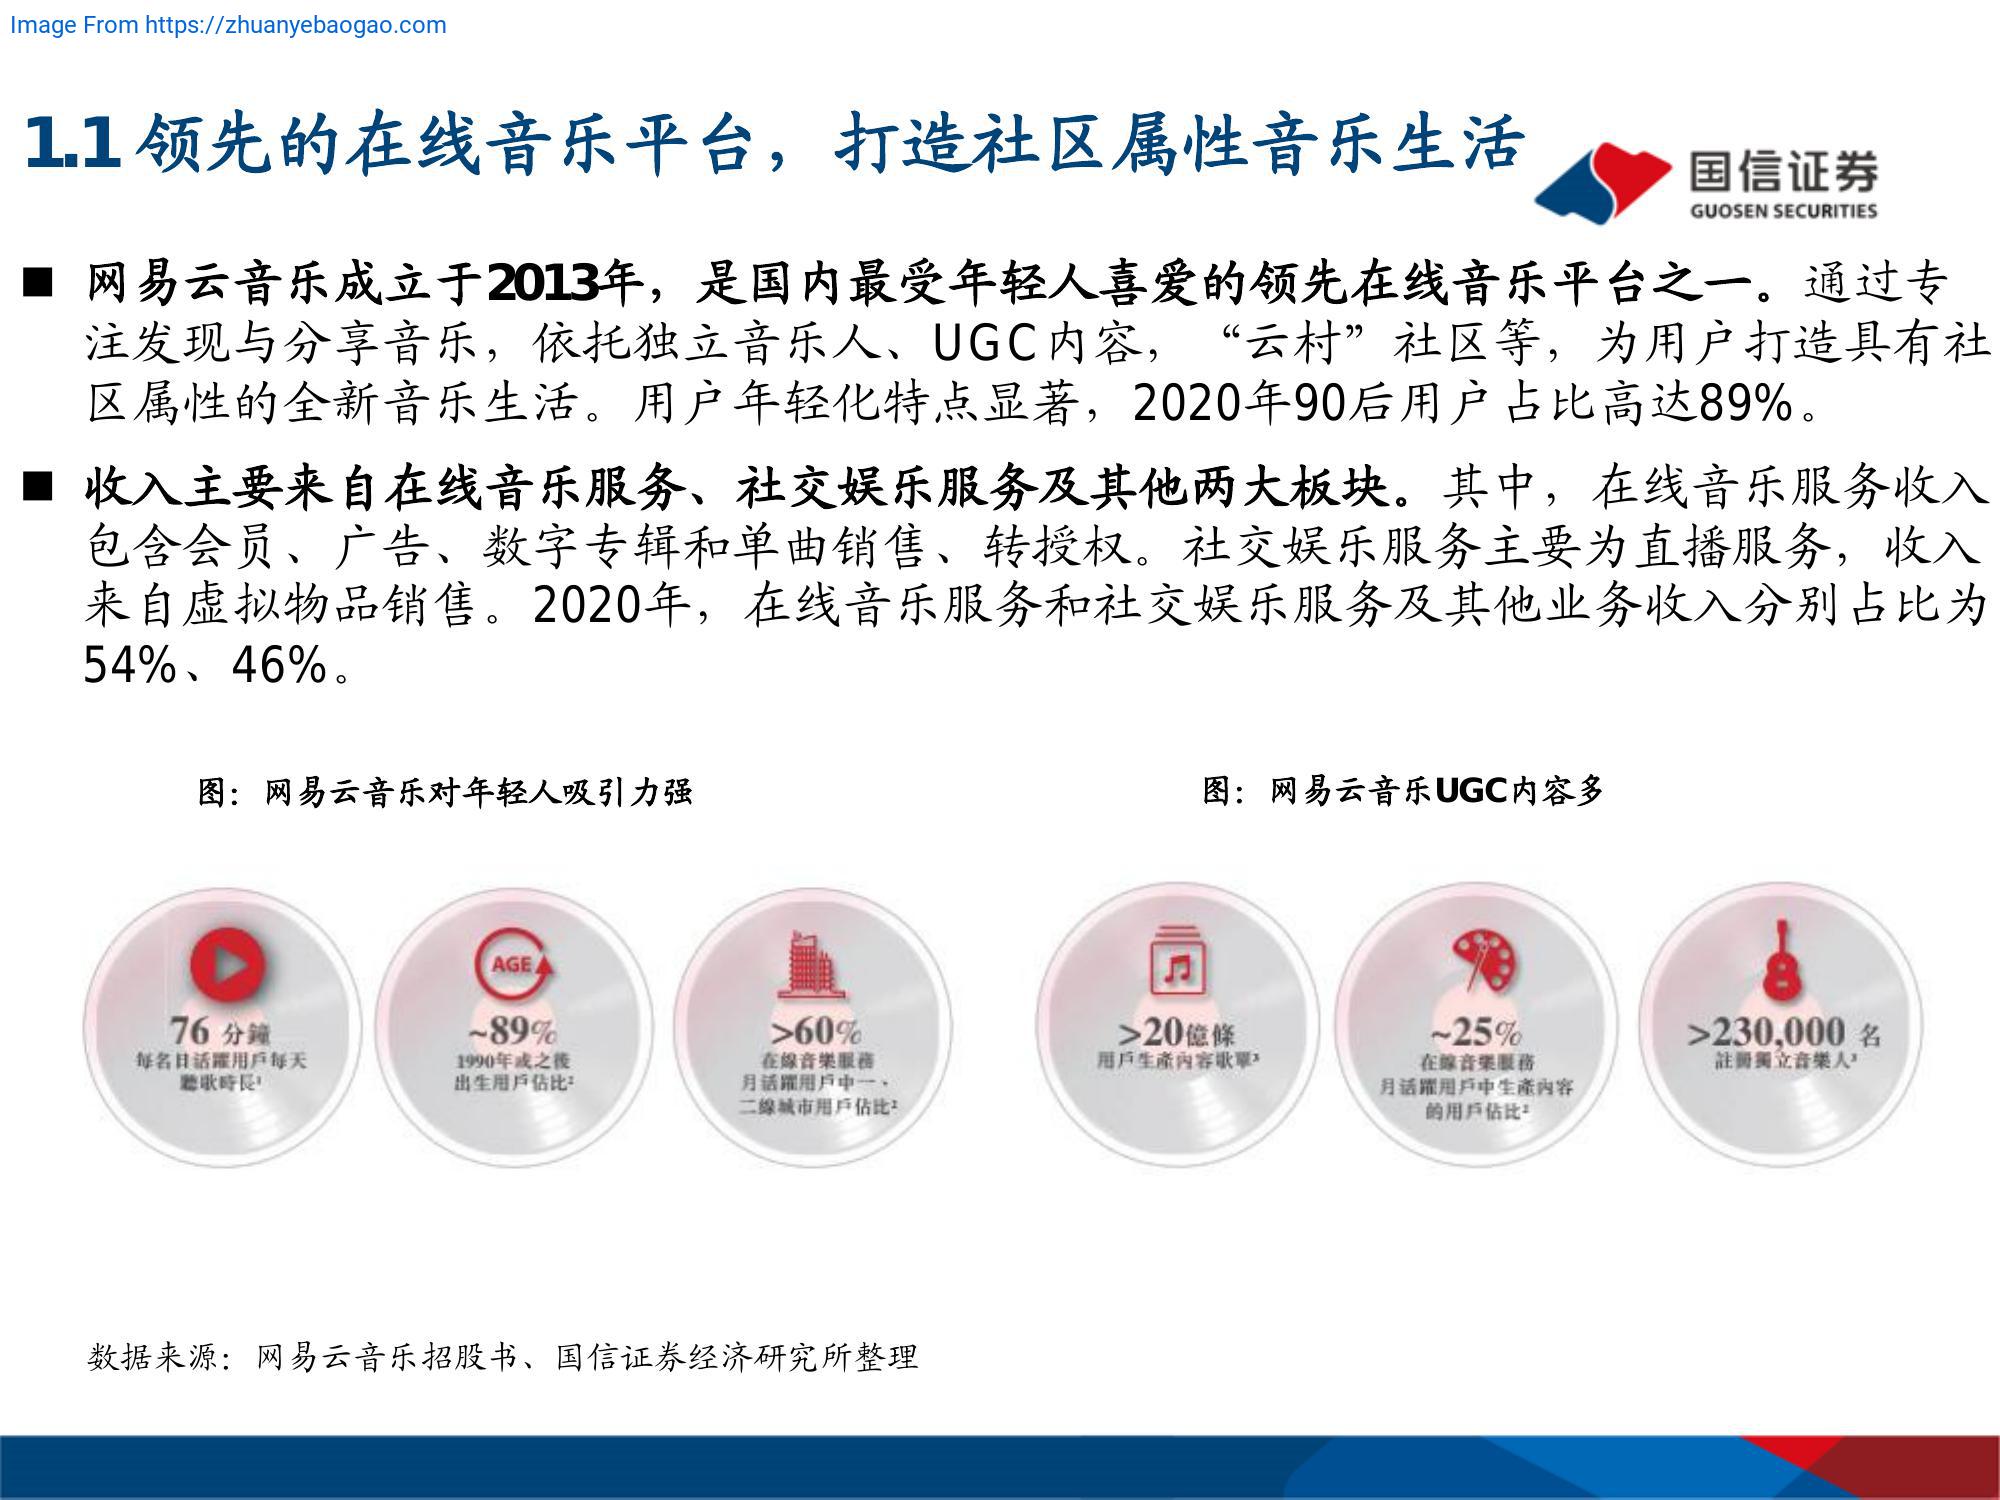 Image From https://zhuanyebaogao.com
1.1 领先的在线音乐平台，打造社区属性音乐生活
国信证券
GUOSEN SECURITIES
■ 网易云音乐成立于2013年，是国内最受年轻人喜爱的领先在线音乐平台之一。通过专
注发现与分享音乐，依托独立音乐人、UGC内容，“云村”社区等，为用户打造具有社
区属性的全新音乐生活。用户年轻化特点显著，2020年90后用户占比高达89%。
■ 收入主要来自在线音乐服务、社交娱乐服务及其他两大板块。其中，在线音乐服务收入
包含会员、广告、数字专辑和单曲销售、转授权。社交娱乐服务主要为直播服务，收入
来自虚拟物品销售。2020年，在线音乐服务和社交娱乐服务及其他业务收入分别占比为
54%、46%。
图：网易云音乐对年轻人吸引力强
图：网易云音乐UGC内容多
76 分鐘
每名日活躍用戶每天
聽歌時長¹
AGE
~89%
1990年或之後
出生用戶佔比²
>60%
在線音樂服務
月活躍用戶中一、
二線城市用戶佔比²
>20億條
用戶生產內容歌單³
~25%
在線音樂服務
月活躍用戶中生產內容
的用戶佔比²
>230,000 名
註冊獨立音樂人³
数据来源：网易云音乐招股书、国信证券经济研究所整理